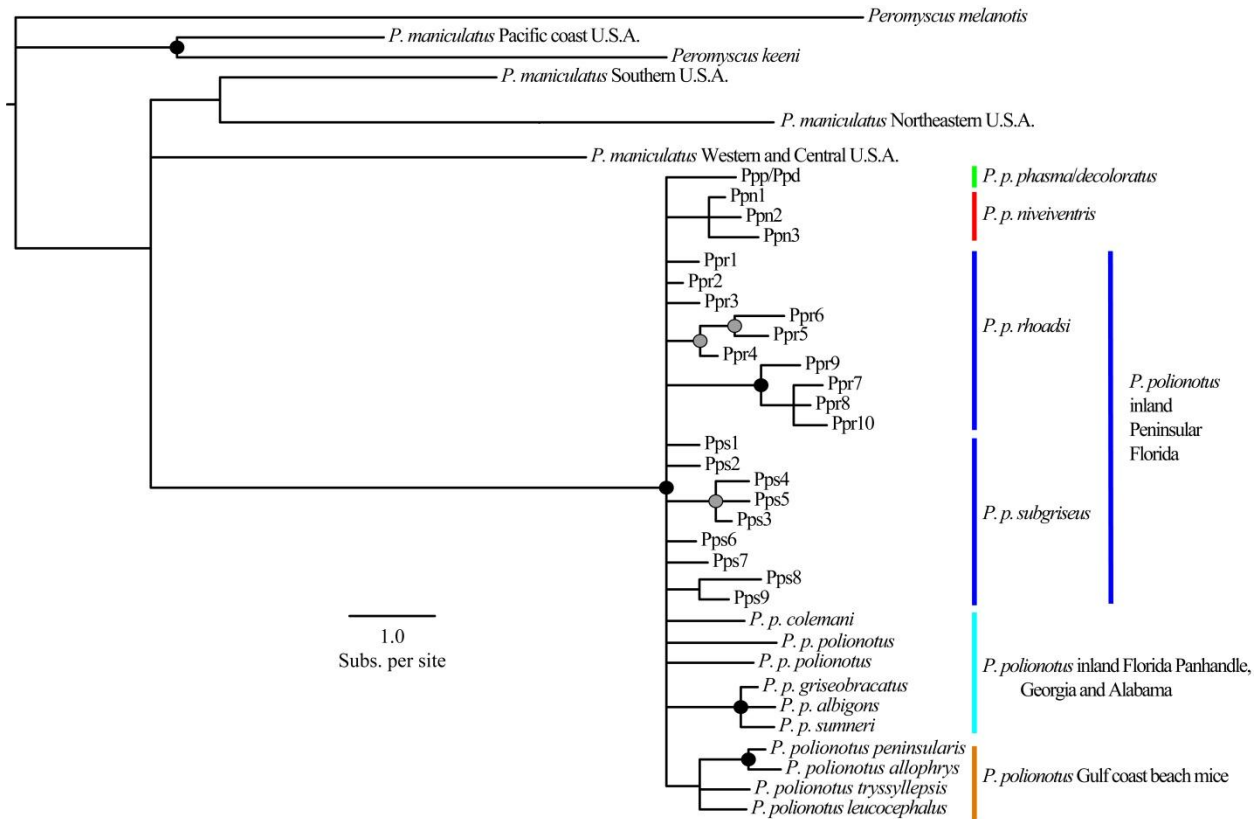 Peromyscus melanotis
P. maniculatus Pacific coast U.S.A.
Peromyscus keeni
P. maniculatus Southern U.S.A.
P. maniculatus Northeastern U.S.A.
P. maniculatus Western and Central U.S.A.
Ppp/Ppd
P. p. phasma/decoloratus
Ppn1
Ppn2
Ppn3
P. p. niveiventris
Ppr1
Ppr2
Ppr3
Ppr6
Ppr5
Ppr4
Ppr9
Ppr7
Ppr8
Ppr10
P. p. rhoadsi
Pps1
Pps2
Pps4
Pps5
Pps3
Pps6
Pps7
Pps8
Pps9
P. p. subgriseus
P. polionotus
inland
Peninsular
Florida
P. p. colemani
P. p. polionotus
P. p. polionotus
P. p. griseobracatus
P. p. albigons
P. p. sumneri
P. polionotus inland Florida Panhandle,
Georgia and Alabama
P. polionotus peninsularis
P. polionotus allophrys
P. polionotus tryssyllepsis
P. polionotus leucocephalus
P. polionotus Gulf coast beach mice
1.0
Subs. per site